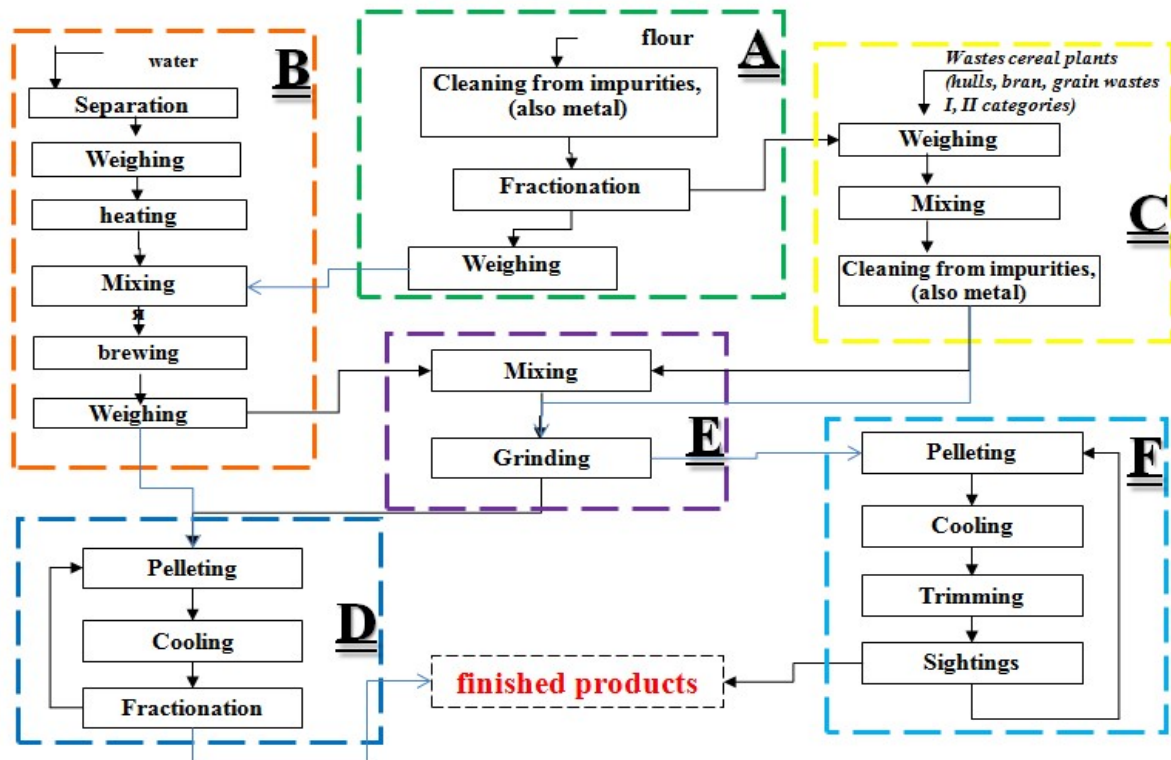 B
water
Separation
Weighing
heating
Mixing
я
brewing
Weighing
A
flour
Cleaning from impurities,
(also metal)
Fractionation
Weighing
C
Wastes cereal plants
(hulls, bran, grain wastes
I, II categories)
Weighing
Mixing
Cleaning from impurities,
(also metal)
E
Mixing
Grinding
F
Pelleting
Cooling
Trimming
Sightings
D
Pelleting
Cooling
Fractionation
finished products